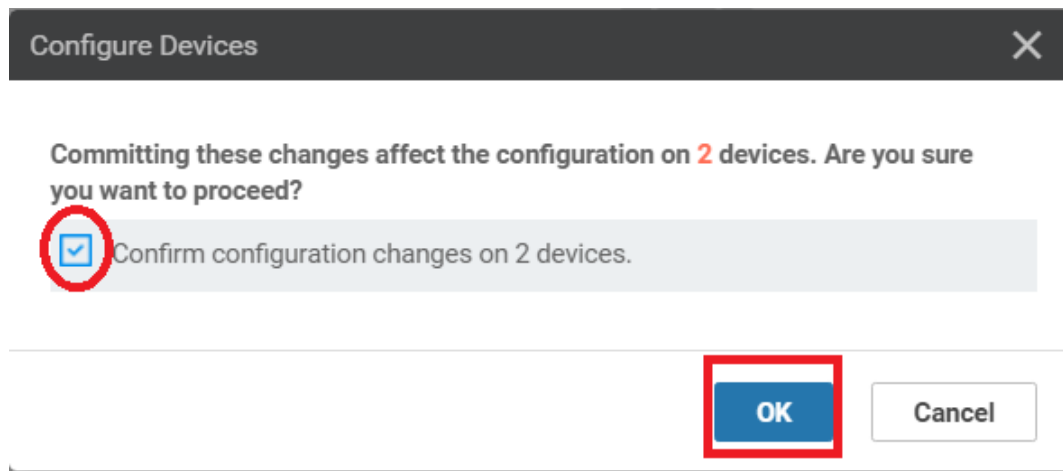 Configure Devices
Committing these changes affect the configuration on 2 devices. Are you sure
you want to proceed?
Confirm configuration changes on 2 devices.
OK
Cancel